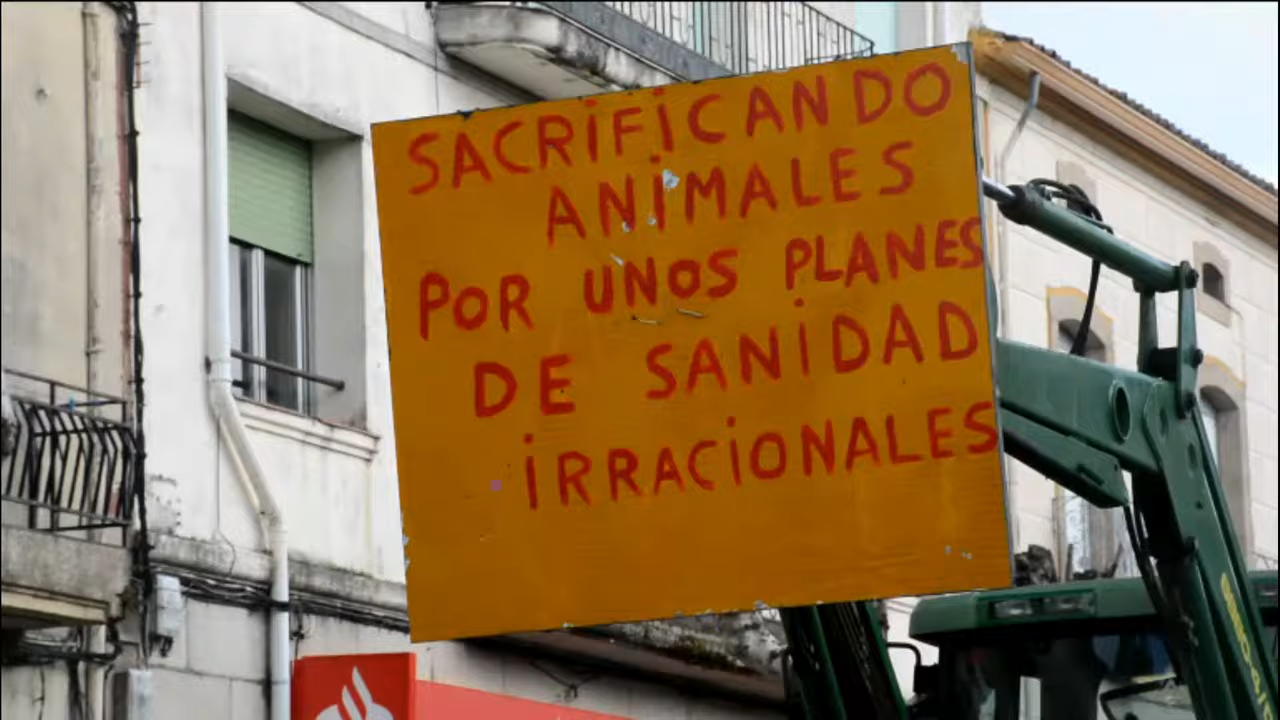 SACRiFiCANDO
ANiMALES
POR UNOS PLANES
DE SANiDAD
iRRACiONALES